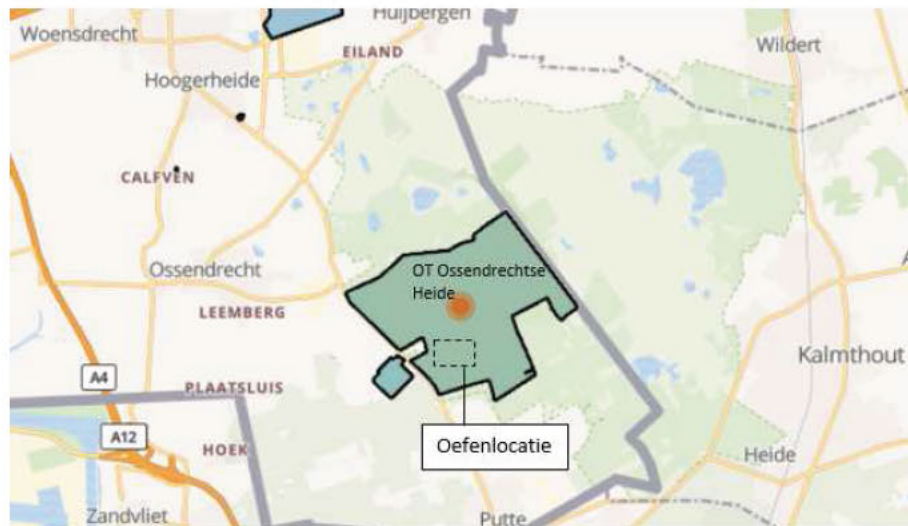 Huijbergen
Woensdrecht
EILAND
Wildert
Hoogerheide
CALFVEN
Ossendrecht
OT Ossendrechtse
Heide
LEEMBERG
Kalmthout
A4
PLAATSLUIS
A12
HOEK
Oefenlocatie
Heide
Zandvliet
Putte